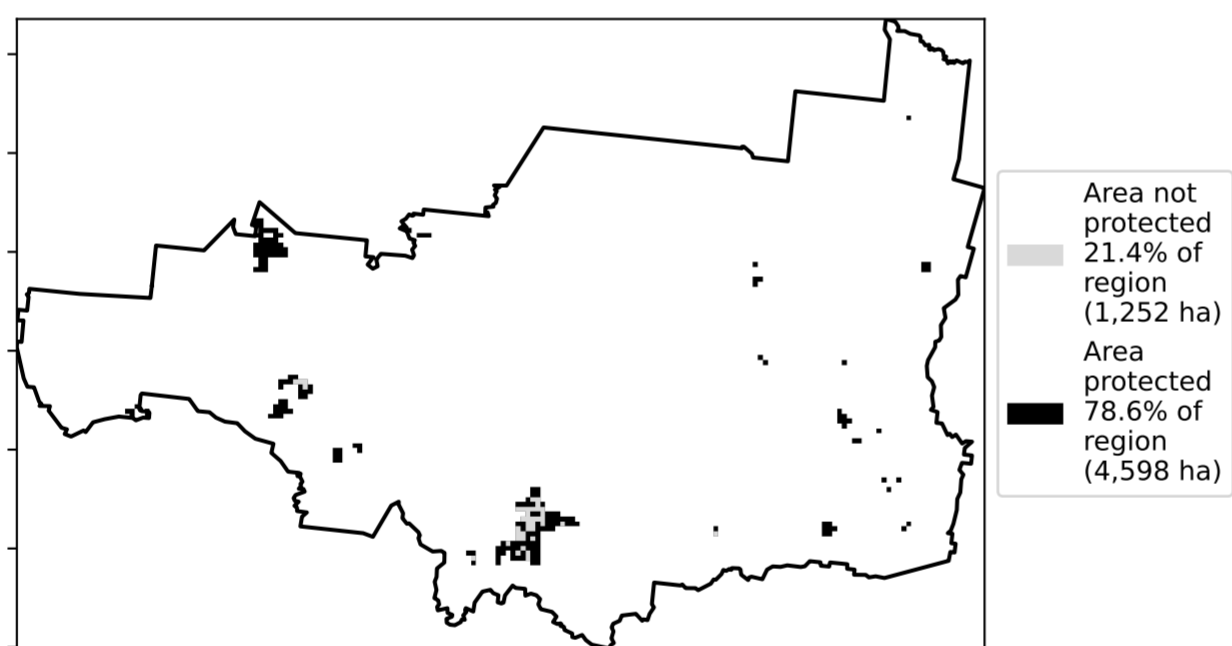 Area not
protected
21.4% of
region
(1,252 ha)
Area
protected
78.6% of
region
(4,598 ha)